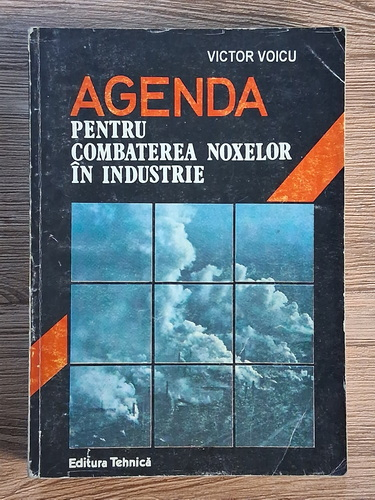 VICTOR VOICU
AGENDA
PENTRU
COMBATEREA NOXELOR
ÎN INDUSTRIE
Editura Tehnică